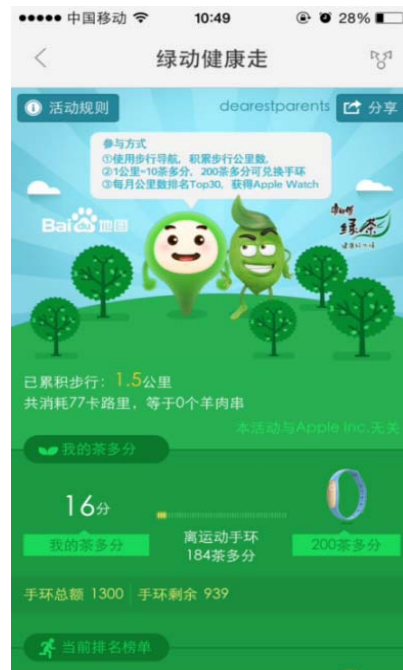 中国移动 10:49 28%
绿动健康走
活动规则 dearestparents 分享
参与方式
①使用步行导航，积累步行公里数，
②1公里=10茶多分，200茶多分可兑换手环
③每月公里数排名Top30，获得Apple Watch
Bai 地图
康师傅
绿茶
已累积步行：1.5公里
共消耗77卡路里，等于0个羊肉串
本活动与Apple Inc.无关
我的茶多分
16分
我的茶多分
离运动手环
184茶多分
200茶多分
手环总额 1300 手环剩余 939
当前排名榜单